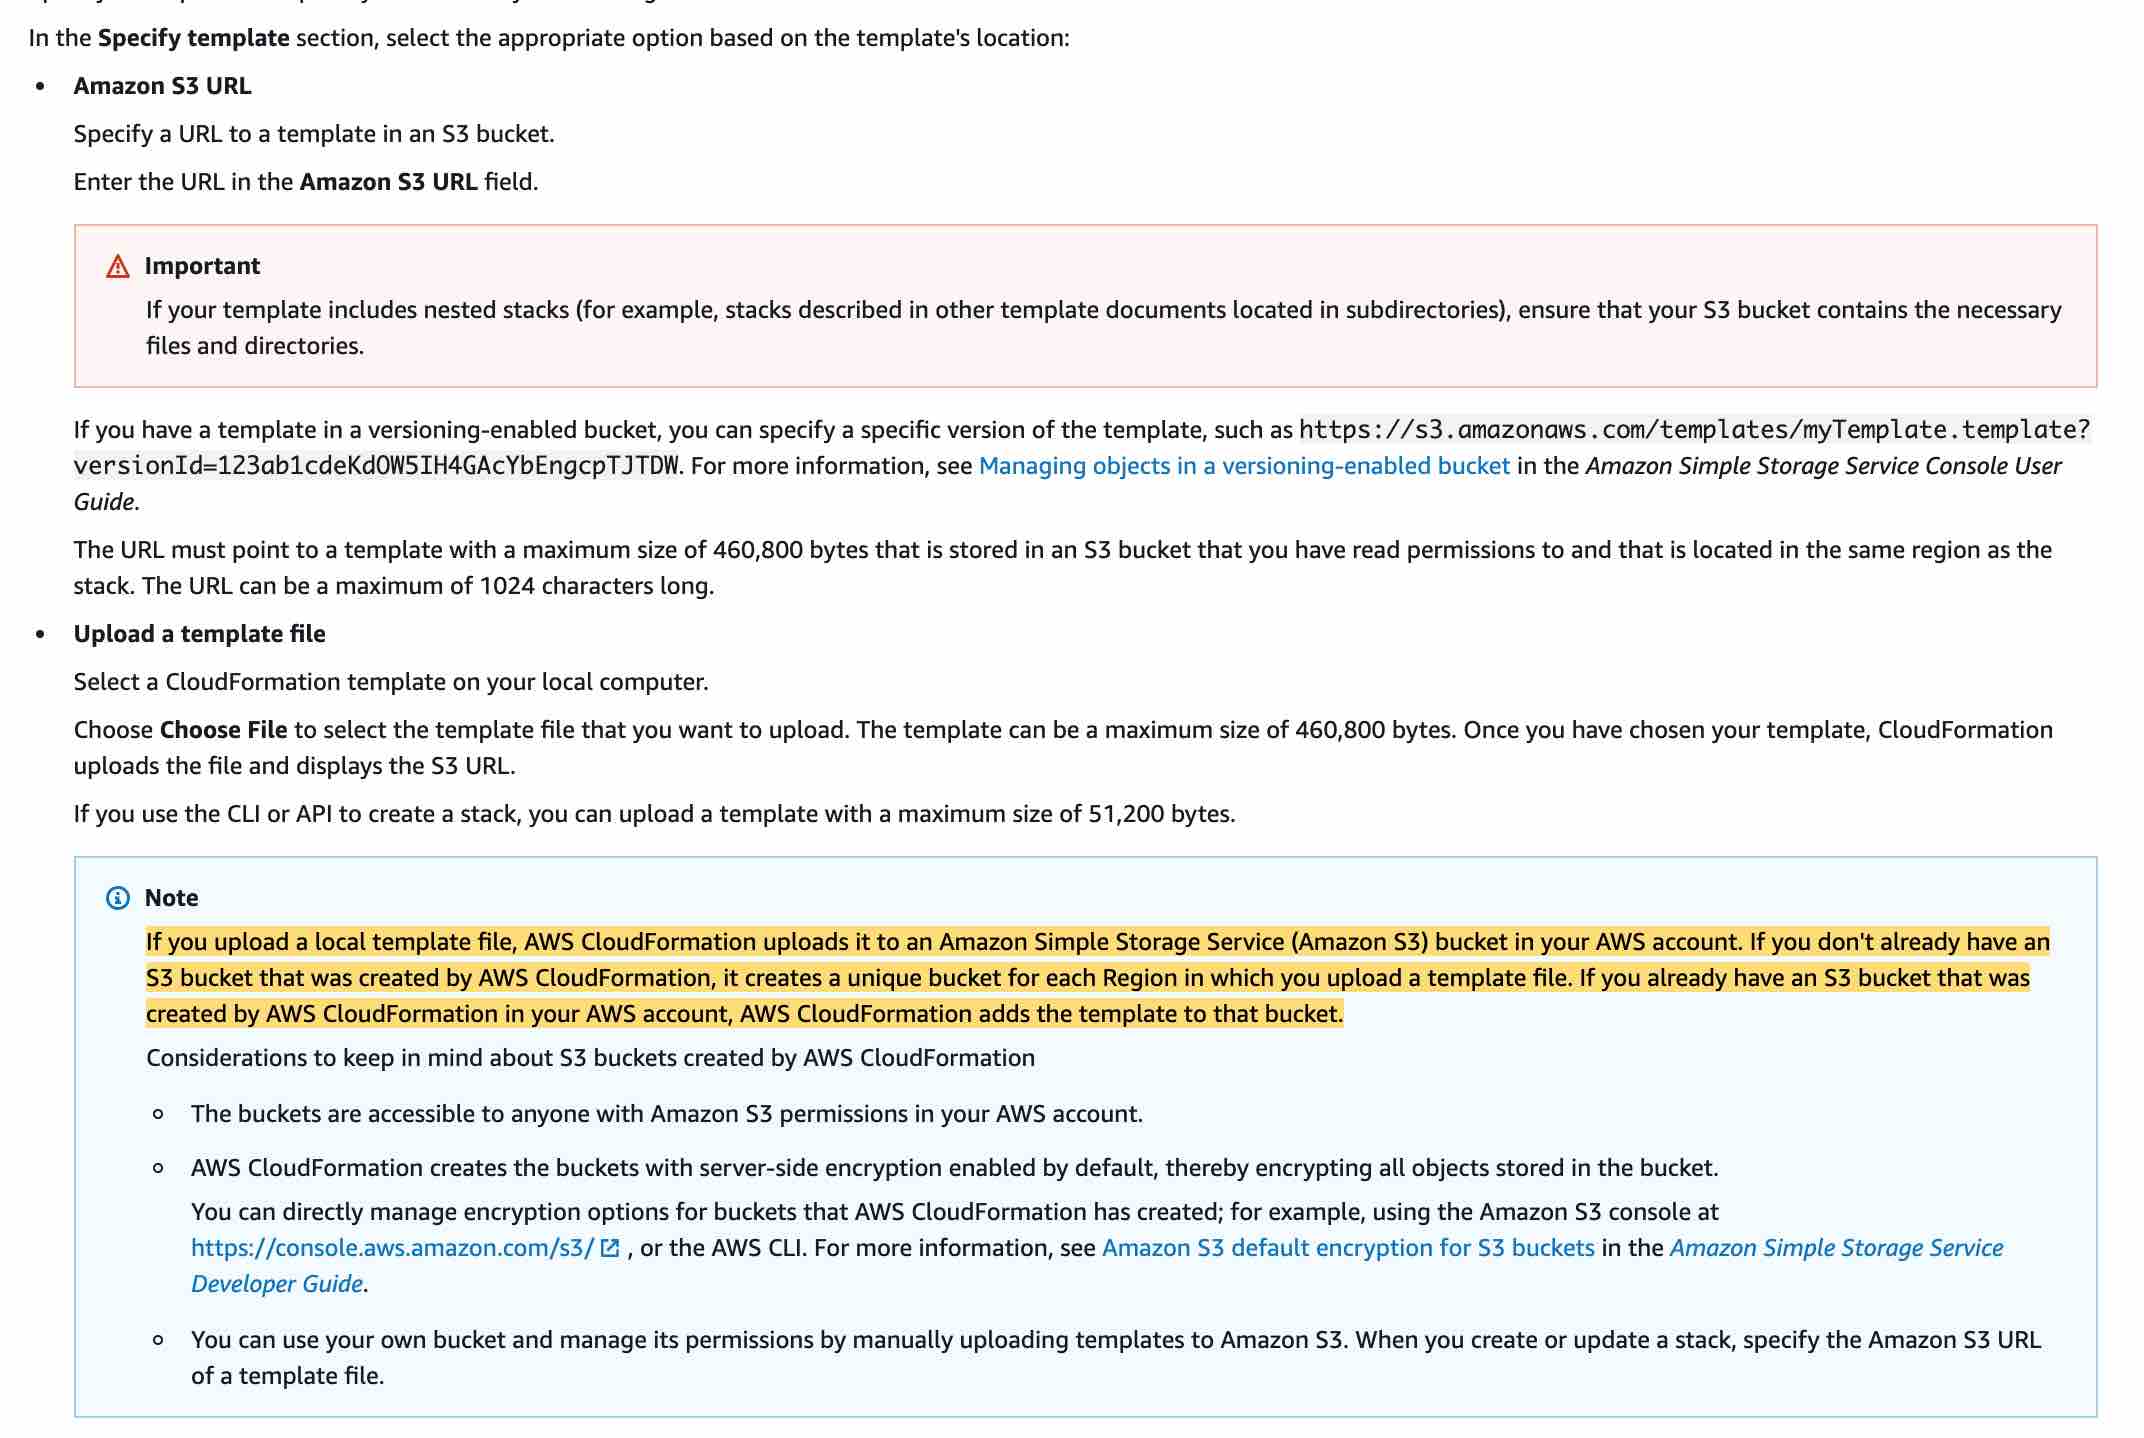 In the Specify template section, select the appropriate option based on the template's location:
• Amazon S3 URL
Specify a URL to a template in an S3 bucket.
Enter the URL in the Amazon S3 URL field.
Important
If your template includes nested stacks (for example, stacks described in other template documents located in subdirectories), ensure that your S3 bucket contains the necessary
files and directories.
If you have a template in a versioning-enabled bucket, you can specify a specific version of the template, such as https://s3.amazonaws.com/templates/myTemplate.template?
versionId=123ab1cdeKdOW5IH4GAcYbEngcpTJTDW. For more information, see Managing objects in a versioning-enabled bucket in the Amazon Simple Storage Service Console User
Guide.
The URL must point to a template with a maximum size of 460,800 bytes that is stored in an S3 bucket that you have read permissions to and that is located in the same region as the
stack. The URL can be a maximum of 1024 characters long.
• Upload a template file
Select a CloudFormation template on your local computer.
Choose Choose File to select the template file that you want to upload. The template can be a maximum size of 460,800 bytes. Once you have chosen your template, CloudFormation
uploads the file and displays the S3 URL.
If you use the CLI or API to create a stack, you can upload a template with a maximum size of 51,200 bytes.
Note
If you upload a local template file, AWS CloudFormation uploads it to an Amazon Simple Storage Service (Amazon S3) bucket in your AWS account. If you don't already have an
S3 bucket that was created by AWS CloudFormation, it creates a unique bucket for each Region in which you upload a template file. If you already have an S3 bucket that was
created by AWS CloudFormation in your AWS account, AWS CloudFormation adds the template to that bucket.
Considerations to keep in mind about S3 buckets created by AWS CloudFormation
◦ The buckets are accessible to anyone with Amazon S3 permissions in your AWS account.
◦ AWS CloudFormation creates the buckets with server-side encryption enabled by default, thereby encrypting all objects stored in the bucket.
You can directly manage encryption options for buckets that AWS CloudFormation has created; for example, using the Amazon S3 console at
https://console.aws.amazon.com/s3/ , or the AWS CLI. For more information, see Amazon S3 default encryption for S3 buckets in the Amazon Simple Storage Service
Developer Guide.
◦ You can use your own bucket and manage its permissions by manually uploading templates to Amazon S3. When you create or update a stack, specify the Amazon S3 URL
of a template file.